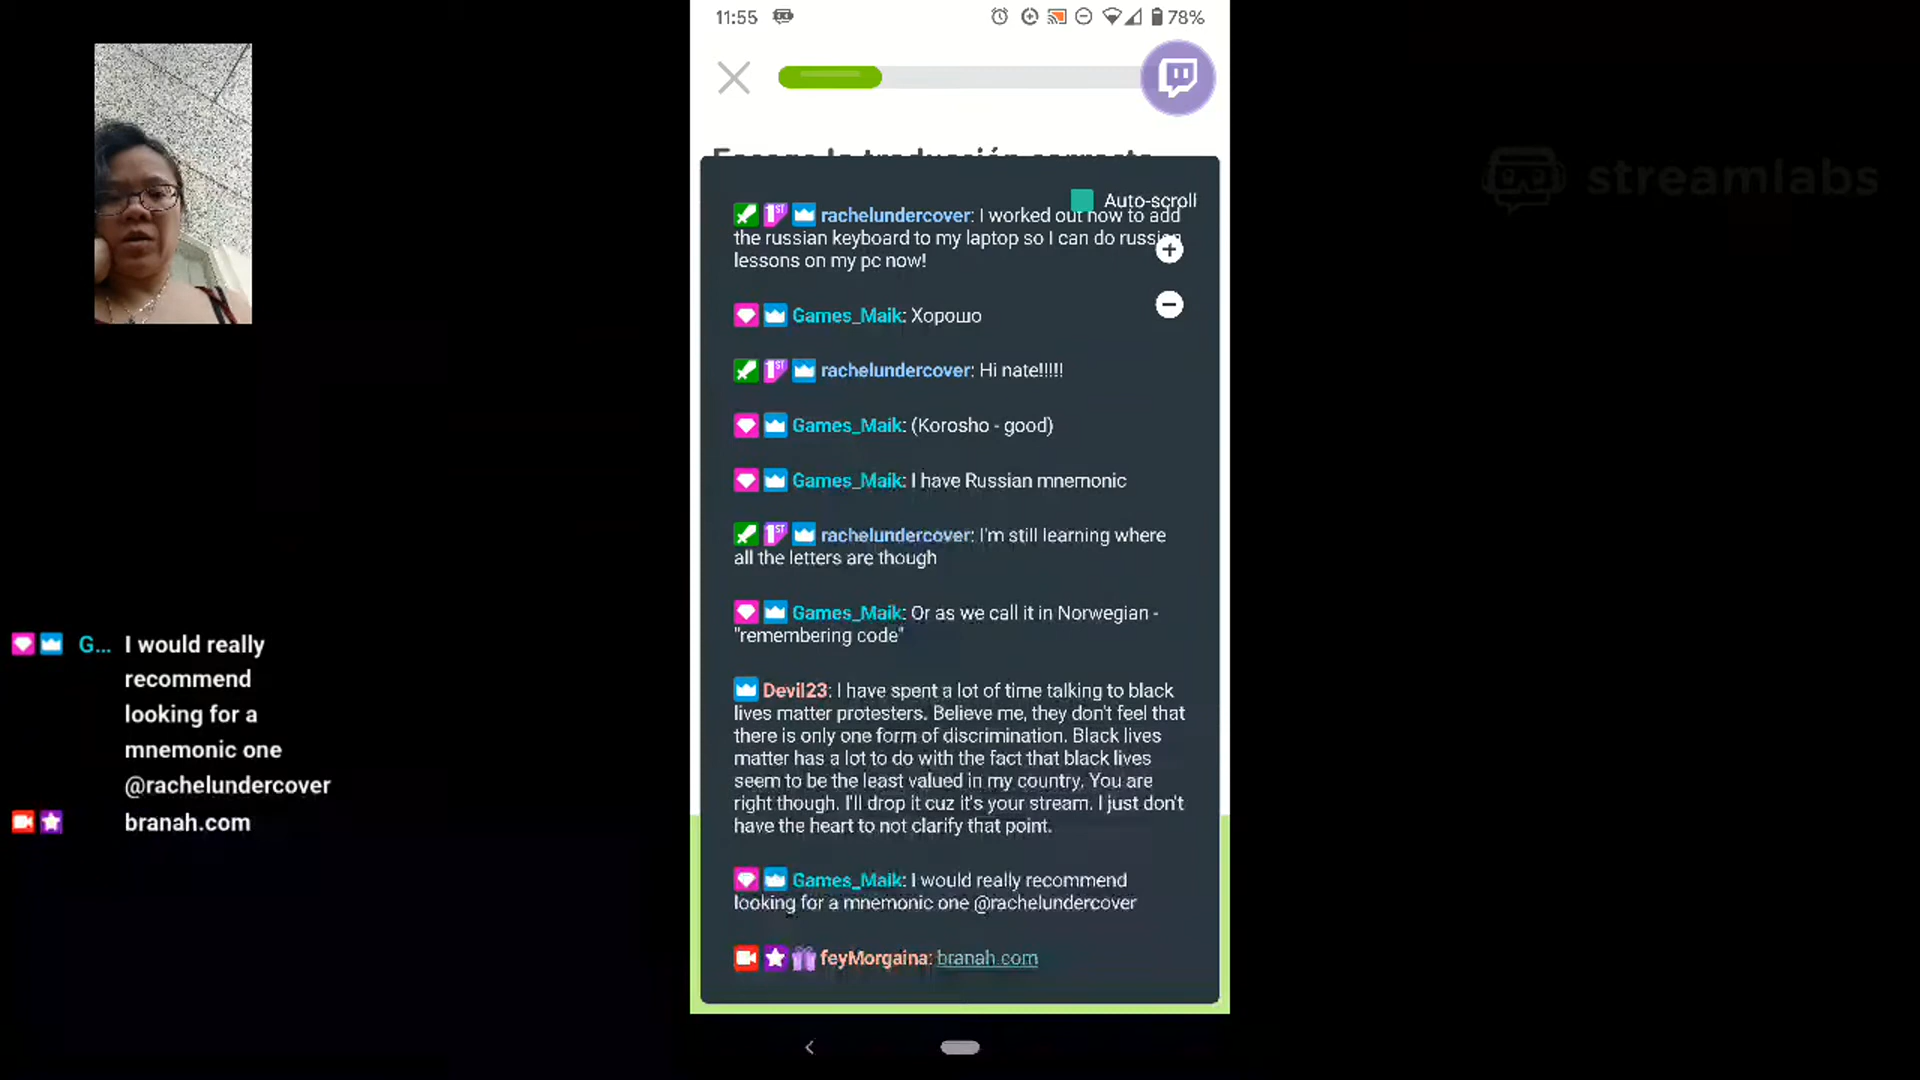 11:55
78%
streamlabs
Escoge la traducción correcta
Auto-scroll
rachelundercover: I worked out how to add
the russian keyboard to my laptop so I can do russian
lessons on my pc now!
Games_Maik: Хорошо
rachelundercover: Hi nate!!!!!
Games_Maik: (Korosho - good)
Games_Maik: I have Russian mnemonic
rachelundercover: I'm still learning where
all the letters are though
Games_Maik: Or as we call it in Norwegian -
"remembering code"
Devil23: I have spent a lot of time talking to black
lives matter protesters. Believe me, they don't feel that
there is only one form of discrimination. Black lives
matter has a lot to do with the fact that black lives
seem to be the least valued in my country, You are
right though. I'll drop it cuz it's your stream. I just don't
have the heart to not clarify that point.
Games_Maik: I would really recommend
looking for a mnemonic one @rachelundercover
feyMorgaina: branah.com
G... I would really
recommend
looking for a
mnemonic one
@rachelundercover
branah.com